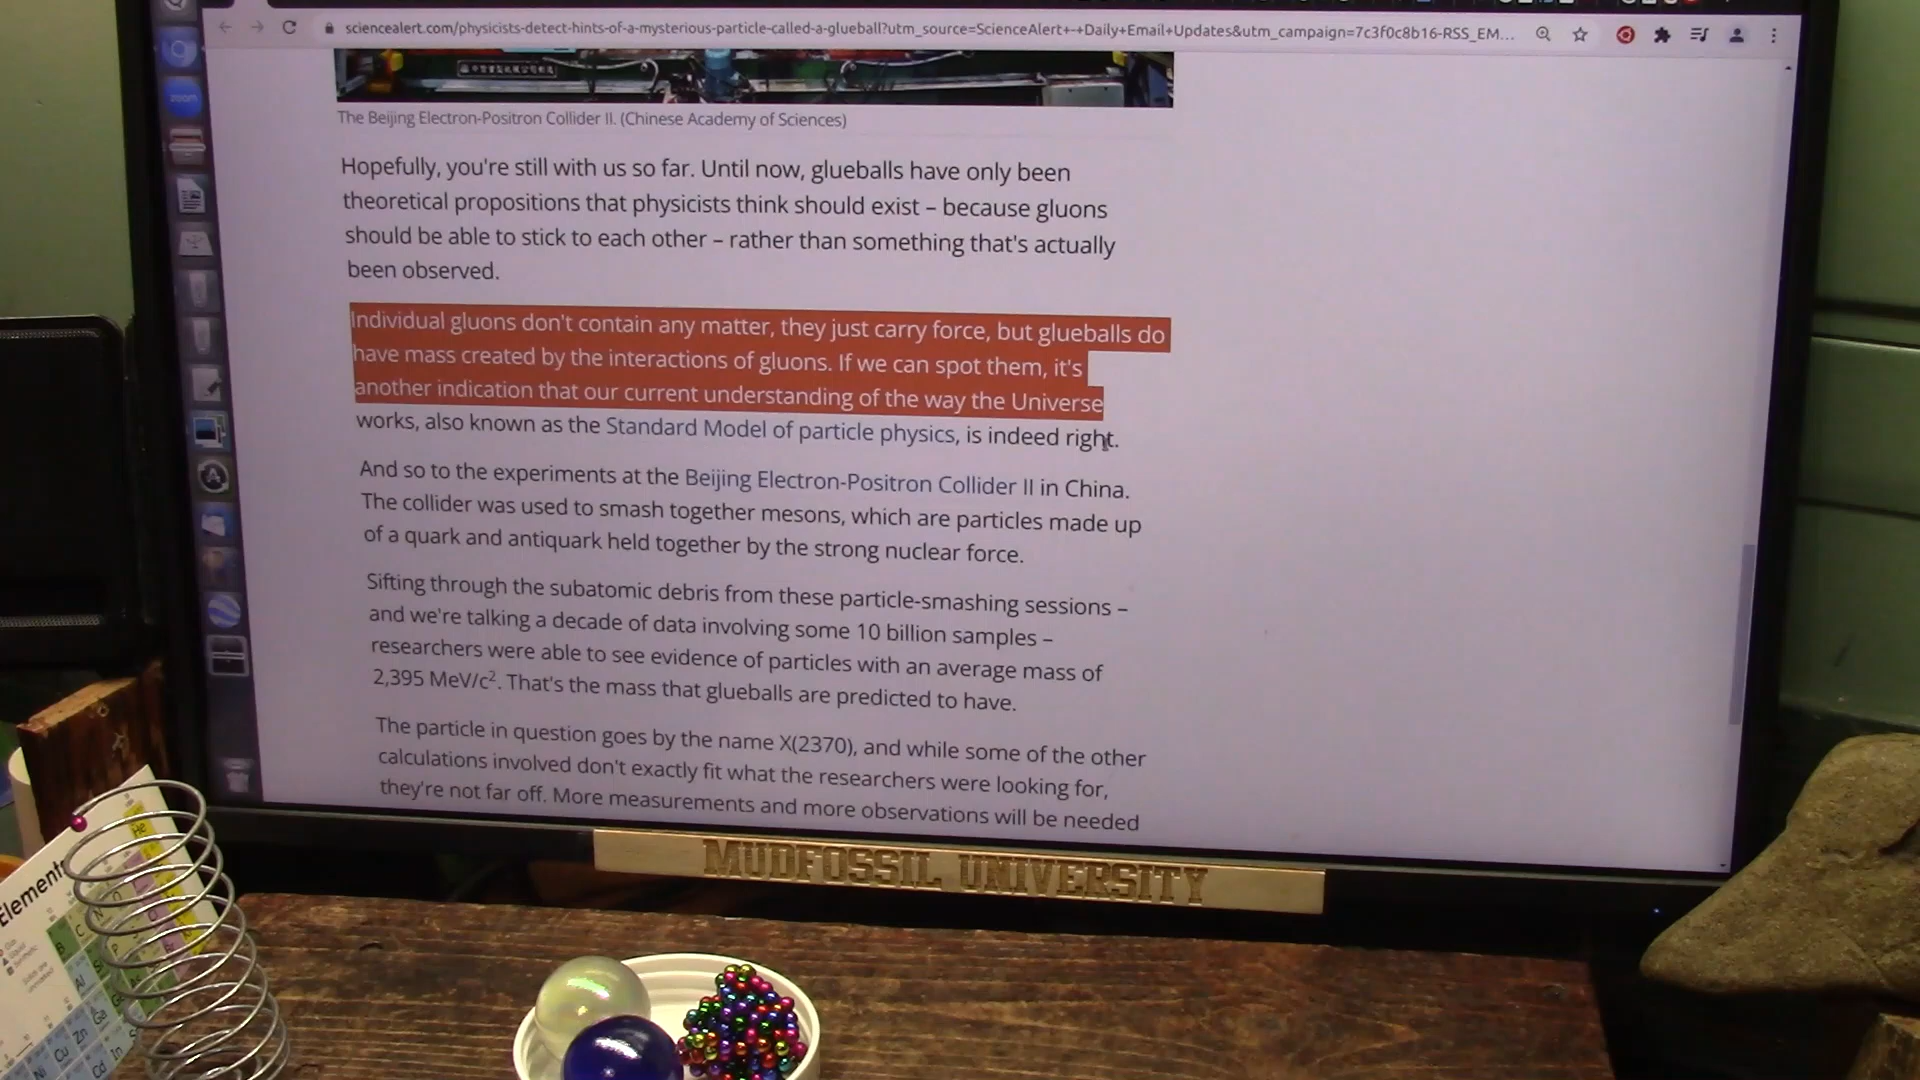 sciencealert.com/physicists-detect-hints-of-a-mysterious-particle-called-a-glueball?utm_source=ScienceAlert+-+Daily+Email+Updates&utm_campaign=7c3f0c8b16-RSS_EM...
zoom
The Beijing Electron-Positron Collider II. (Chinese Academy of Sciences)
Hopefully, you're still with us so far. Until now, glueballs have only been
theoretical propositions that physicists think should exist – because gluons
should be able to stick to each other – rather than something that's actually
been observed.
Individual gluons don't contain any matter, they just carry force, but glueballs do
have mass created by the interactions of gluons. If we can spot them, it's
another indication that our current understanding of the way the Universe
works, also known as the Standard Model of particle physics, is indeed right.
And so to the experiments at the Beijing Electron-Positron Collider II in China.
The collider was used to smash together mesons, which are particles made up
of a quark and antiquark held together by the strong nuclear force.
Sifting through the subatomic debris from these particle-smashing sessions –
and we're talking a decade of data involving some 10 billion samples –
researchers were able to see evidence of particles with an average mass of
2,395 MeV/c². That's the mass that glueballs are predicted to have.
The particle in question goes by the name X(2370), and while some of the other
calculations involved don't exactly fit what the researchers were looking for,
they're not far off. More measurements and more observations will be needed
MUDFOSSIL UNIVERSITY
Elements
He
B
C
N
Al
P
Zn
Ga
Cu
Ni
Cd
In